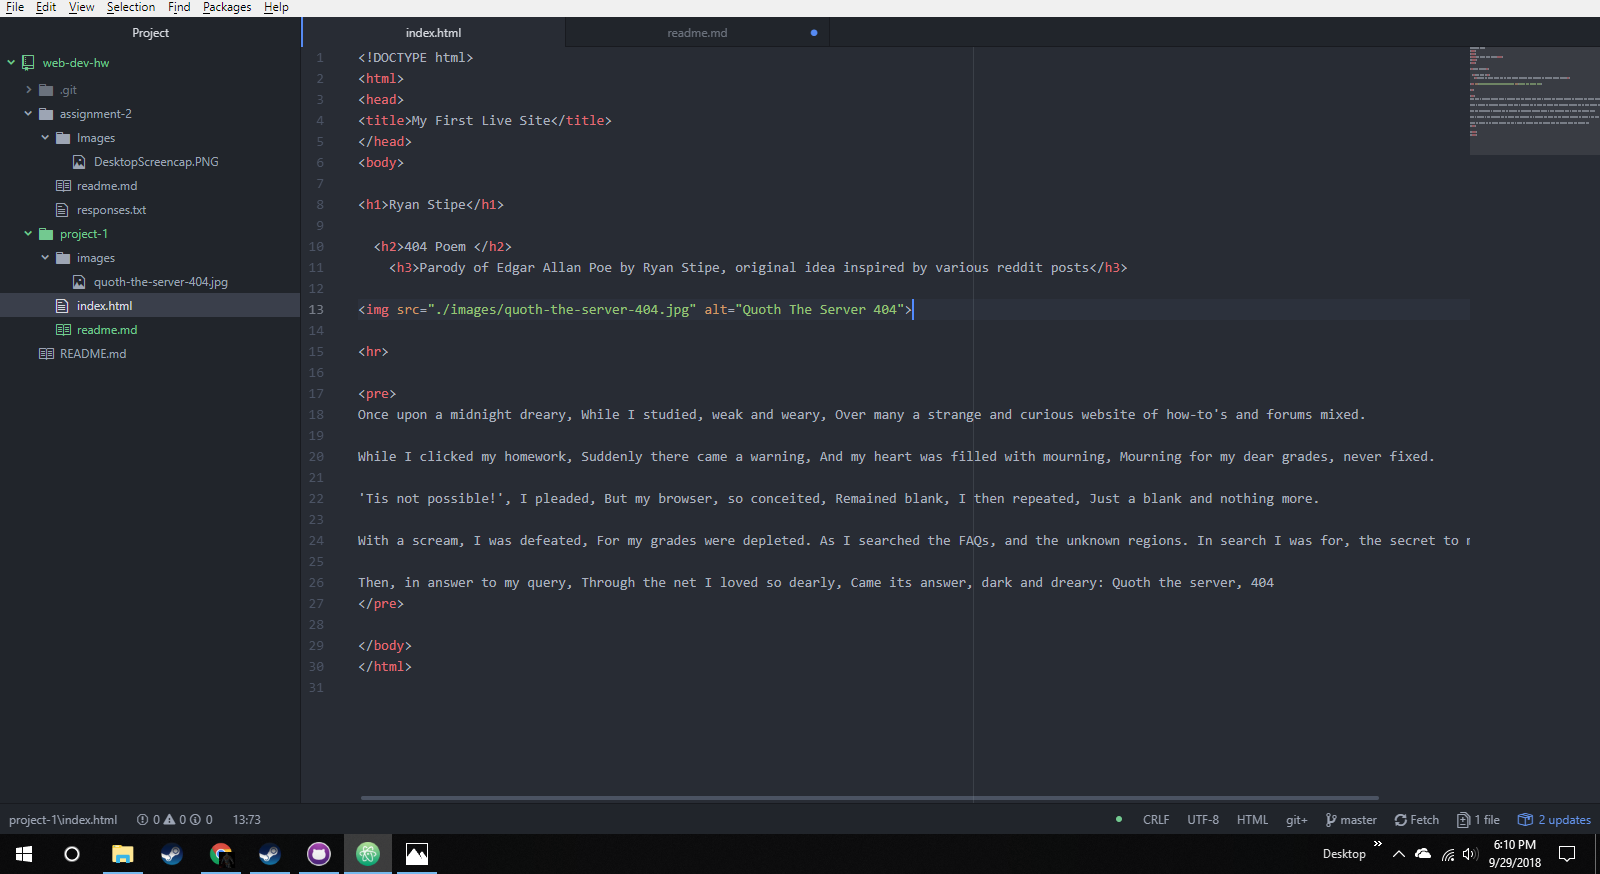 File Edit View Selection Find Packages Help
Project
index.html
readme.md
web-dev-hw
.git
assignment-2
Images
DesktopScreencap.PNG
readme.md
responses.txt
project-1
images
quoth-the-server-404.jpg
index.html
readme.md
README.md
1 <!DOCTYPE html>
2 <html>
3 <head>
4 <title>My First Live Site</title>
5 </head>
6 <body>
7
8 <h1>Ryan Stipe</h1>
9
10 <h2>404 Poem </h2>
11 <h3>Parody of Edgar Allan Poe by Ryan Stipe, original idea inspired by various reddit posts</h3>
12
13 <img src="./images/quoth-the-server-404.jpg" alt="Quoth The Server 404">
14
15 <hr>
16
17 <pre>
18 Once upon a midnight dreary, While I studied, weak and weary, Over many a strange and curious website of how-to's and forums mixed.
19
20 While I clicked my homework, Suddenly there came a warning, And my heart was filled with mourning, Mourning for my dear grades, never fixed.
21
22 'Tis not possible!', I pleaded, But my browser, so conceited, Remained blank, I then repeated, Just a blank and nothing more.
23
24 With a scream, I was defeated, For my grades were depleted. As I searched the FAQs, and the unknown regions. In search I was for, the secret to
25
26 Then, in answer to my query, Through the net I loved so dearly, Came its answer, dark and dreary: Quoth the server, 404
27 </pre>
28
29 </body>
30 </html>
31
project-1\index.html 0 0 0 13:73 CRLF UTF-8 HTML git+ master Fetch 1 file 2 updates
Desktop
6:10 PM
9/29/2018